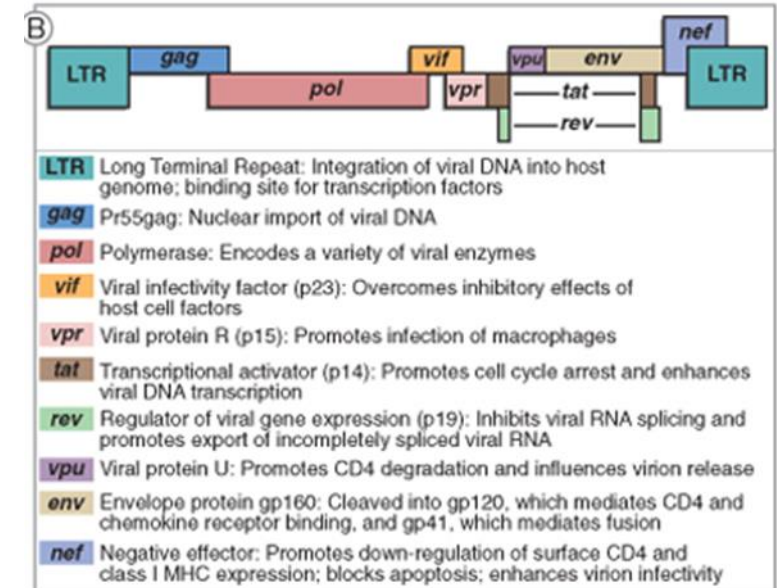 B
nef
LTR gag vif vpu env LTR
pol vpr tat
rev
LTR Long Terminal Repeat: Integration of viral DNA into host
genome; binding site for transcription factors
gag Pr55gag: Nuclear import of viral DNA
pol Polymerase: Encodes a variety of viral enzymes
vif Viral infectivity factor (p23): Overcomes inhibitory effects of
host cell factors
vpr Viral protein R (p15): Promotes infection of macrophages
tat Transcriptional activator (p14): Promotes cell cycle arrest and enhances
viral DNA transcription
rev Regulator of viral gene expression (p19): Inhibits viral RNA splicing and
promotes export of incompletely spliced viral RNA
vpu Viral protein U: Promotes CD4 degradation and influences virion release
env Envelope protein gp160: Cleaved into gp120, which mediates CD4 and
chemokine receptor binding, and gp41, which mediates fusion
nef Negative effector: Promotes down-regulation of surface CD4 and
class I MHC expression; blocks apoptosis; enhances virion infectivity